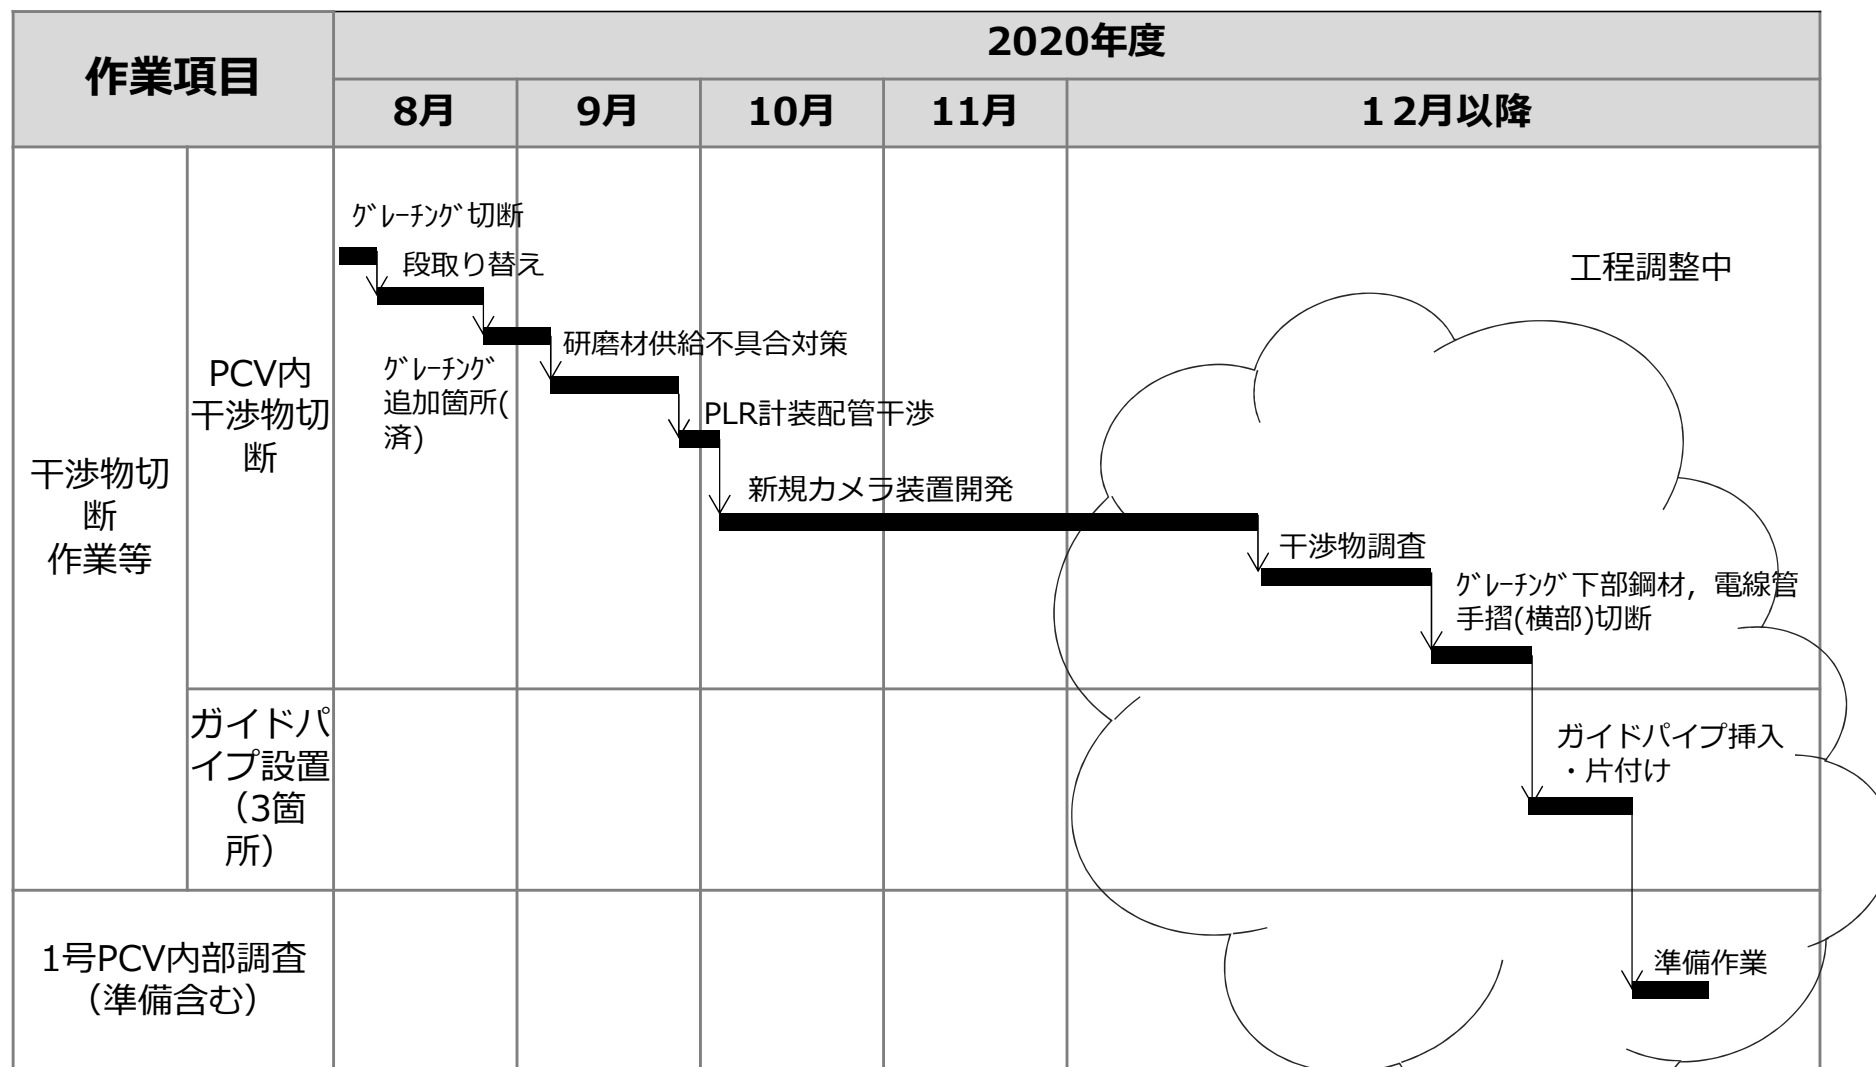 作業項目
2020年度
8月
9月
10月
11月
１２月以降
干渉物切
断
作業等
PCV内
干渉物切
断
ｸﾞﾚｰﾁﾝｸﾞ切断
段取り替え
ｸﾞﾚｰﾁﾝｸﾞ
追加箇所(
済)
研磨材供給不具合対策
PLR計装配管干渉
新規カメラ装置開発
工程調整中
干渉物調査
ｸﾞﾚｰﾁﾝｸﾞ下部鋼材，電線管
手摺(横部)切断
ガイドパ
イプ設置
（3箇
所）
ガイドパイプ挿入
・片付け
1号PCV内部調査
（準備含む）
準備作業